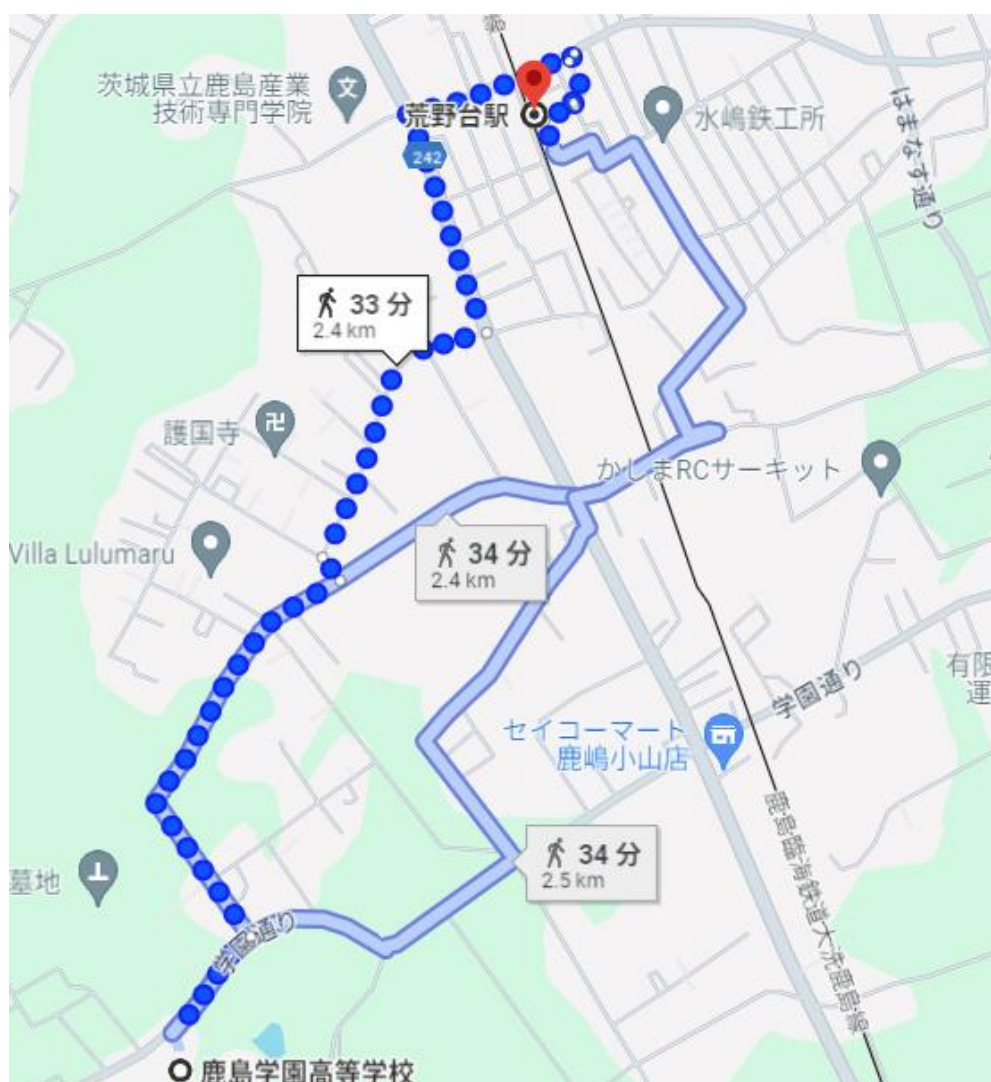 線
茨城県立鹿島産業
技術専門学院
荒野台駅
水嶋鉄工所
はまなす通り
242
33 分
2.4 km
護国寺
かしまRCサーキット
Villa Lulumaru
34 分
2.4 km
学園通り
有限
運
セイコーマート
鹿嶋小山店
34 分
2.5 km
墓地
学園通り
鹿島臨海鉄道大洗鹿島線
鹿島学園高等学校